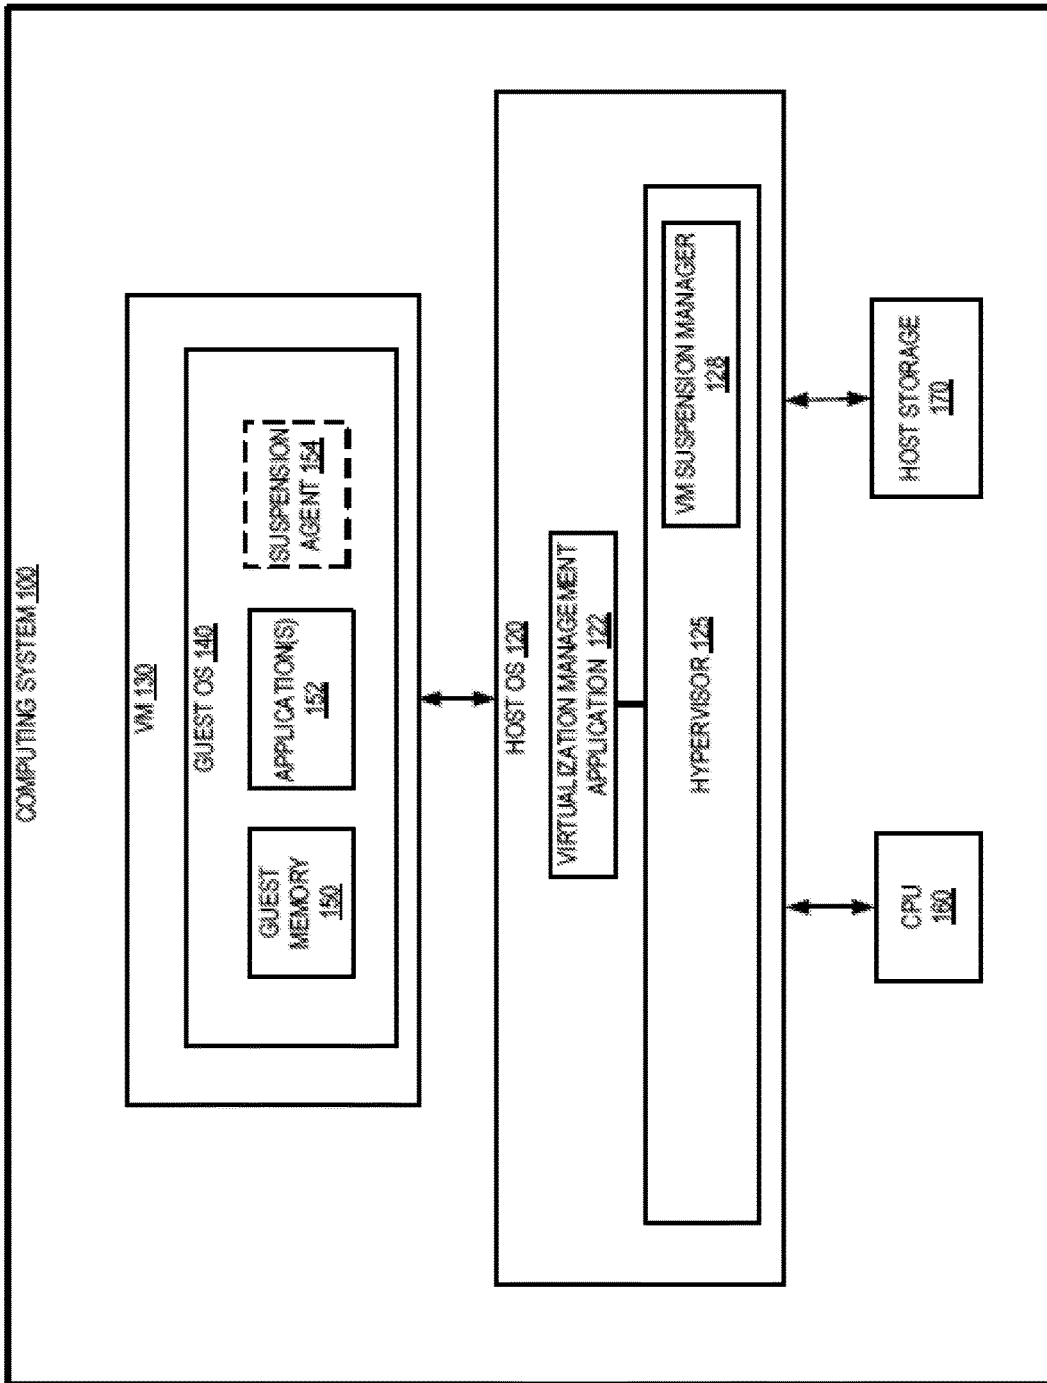 COMPUTING SYSTEM 100
VM 130
GUEST OS 140
GUEST
MEMORY
150
APPLICATION(S)
152
SUSPENSION
AGENT 154
HOST OS 120
VIRTUALIZATION MANAGEMENT
APPLICATION 122
HYPERVISOR 125
VM SUSPENSION MANAGER
128
CPU
160
HOST STORAGE
170